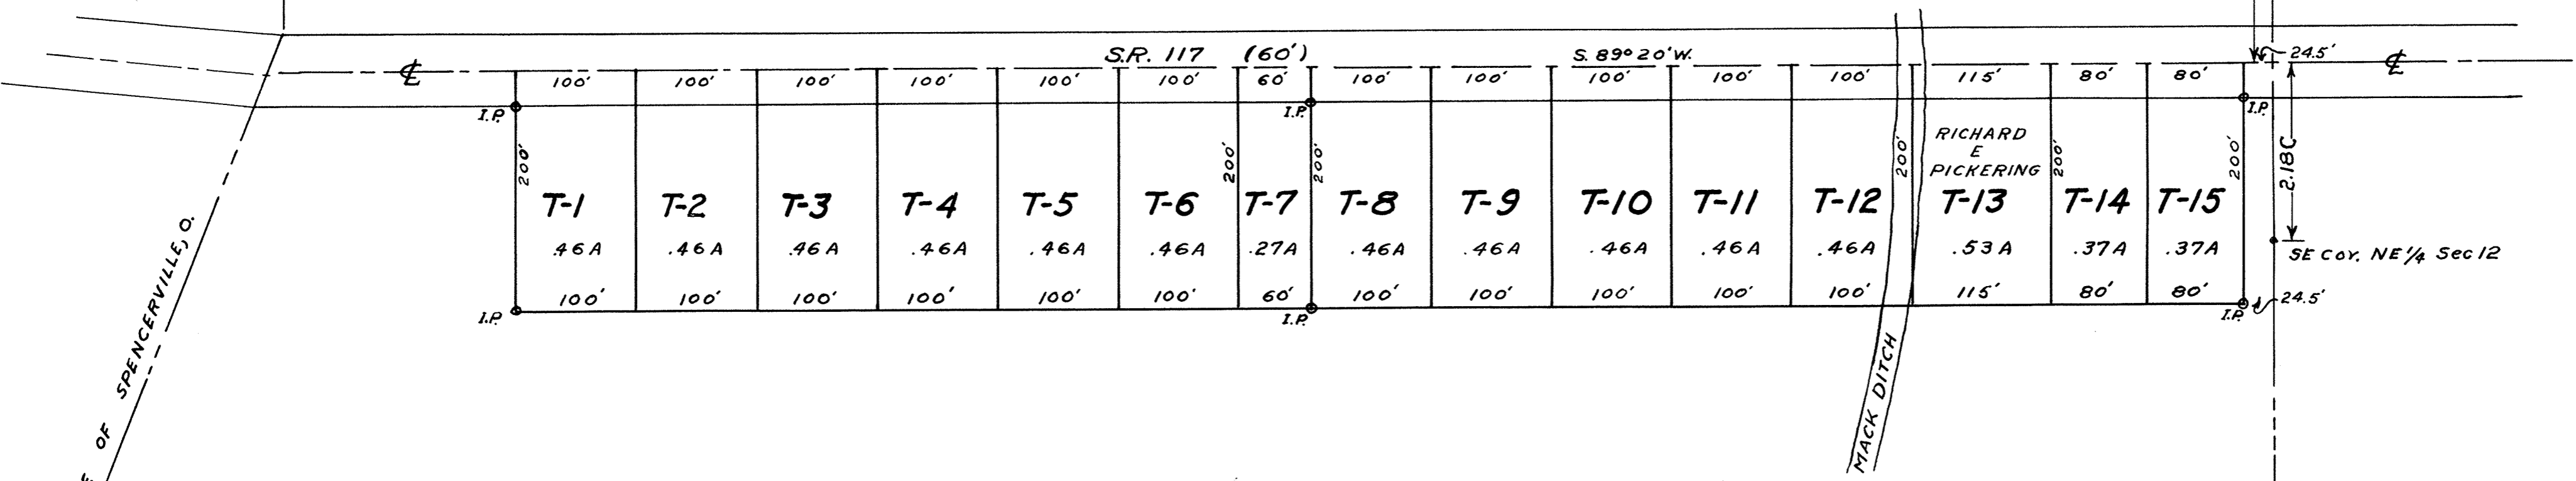 S.R. 117 (60') S. 89° 20' W.
24.5'
℄ 100' 100' 100' 100' 100' 100' 60' 100' 100' 100' 100' 100' 115' 80' 80' ℄
I.P. I.P. I.P.
RICHARD
E
PICKERING
200' 200' 200' 200' 200' 200' 2.18C
T-1 T-2 T-3 T-4 T-5 T-6 T-7 T-8 T-9 T-10 T-11 T-12 T-13 T-14 T-15
.46A .46A .46A .46A .46A .46A .27A .46A .46A .46A .46A .46A .53A .37A .37A
SE Cor. NE 1/4 Sec 12
100' 100' 100' 100' 100' 100' 60' 100' 100' 100' 100' 100' 115' 80' 80'
24.5'
I.P. I.P. I.P.
OF SPENCERVILLE, O.
MACK DITCH